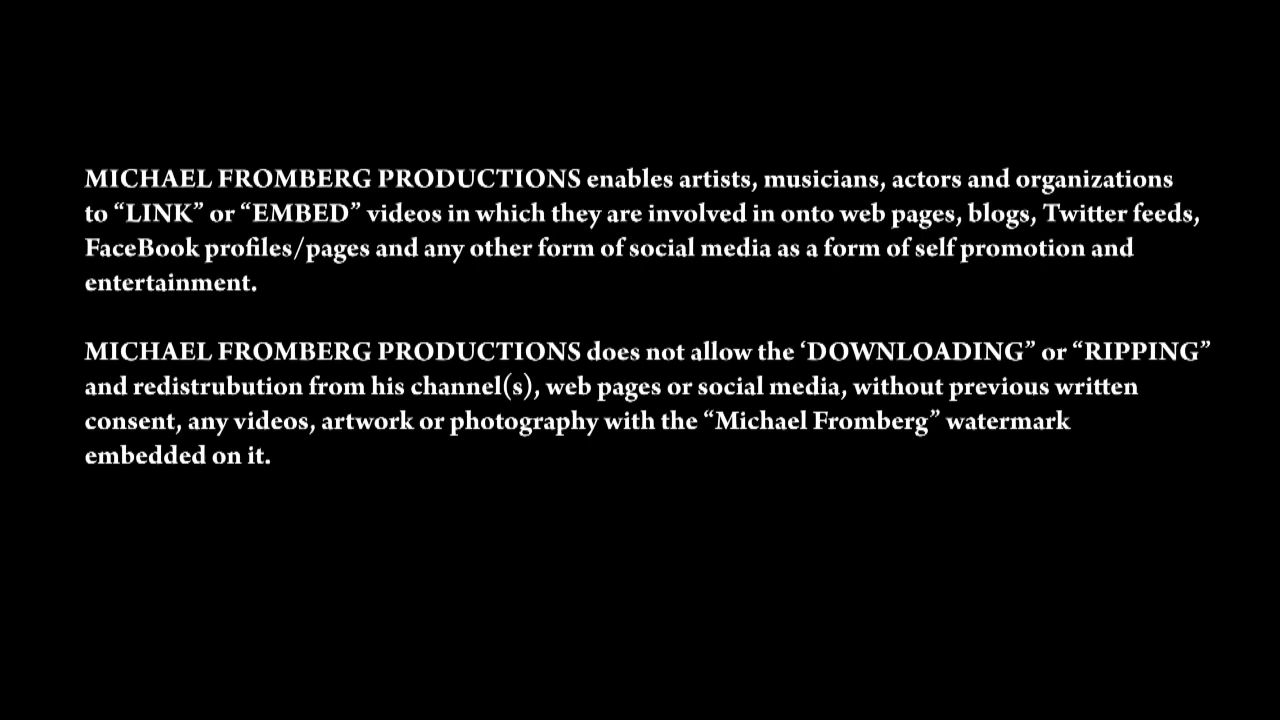 MICHAEL FROMBERG PRODUCTIONS enables artists, musicians, actors and organizations
to “LINK” or “EMBED” videos in which they are involved in onto web pages, blogs, Twitter feeds,
FaceBook profiles/pages and any other form of social media as a form of self promotion and
entertainment.
MICHAEL FROMBERG PRODUCTIONS does not allow the ‘DOWNLOADING” or “RIPPING”
and redistrubution from his channel(s), web pages or social media, without previous written
consent, any videos, artwork or photography with the “Michael Fromberg” watermark
embedded on it.